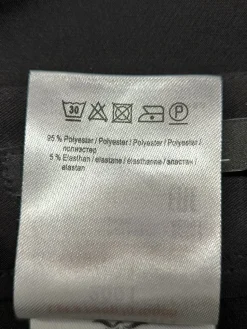 30 P
95 % Polyester / Polyester / Polyester / Polyester /
полиэстер
5 % Elasthan / elastane / élasthanne / эластан /
elastan